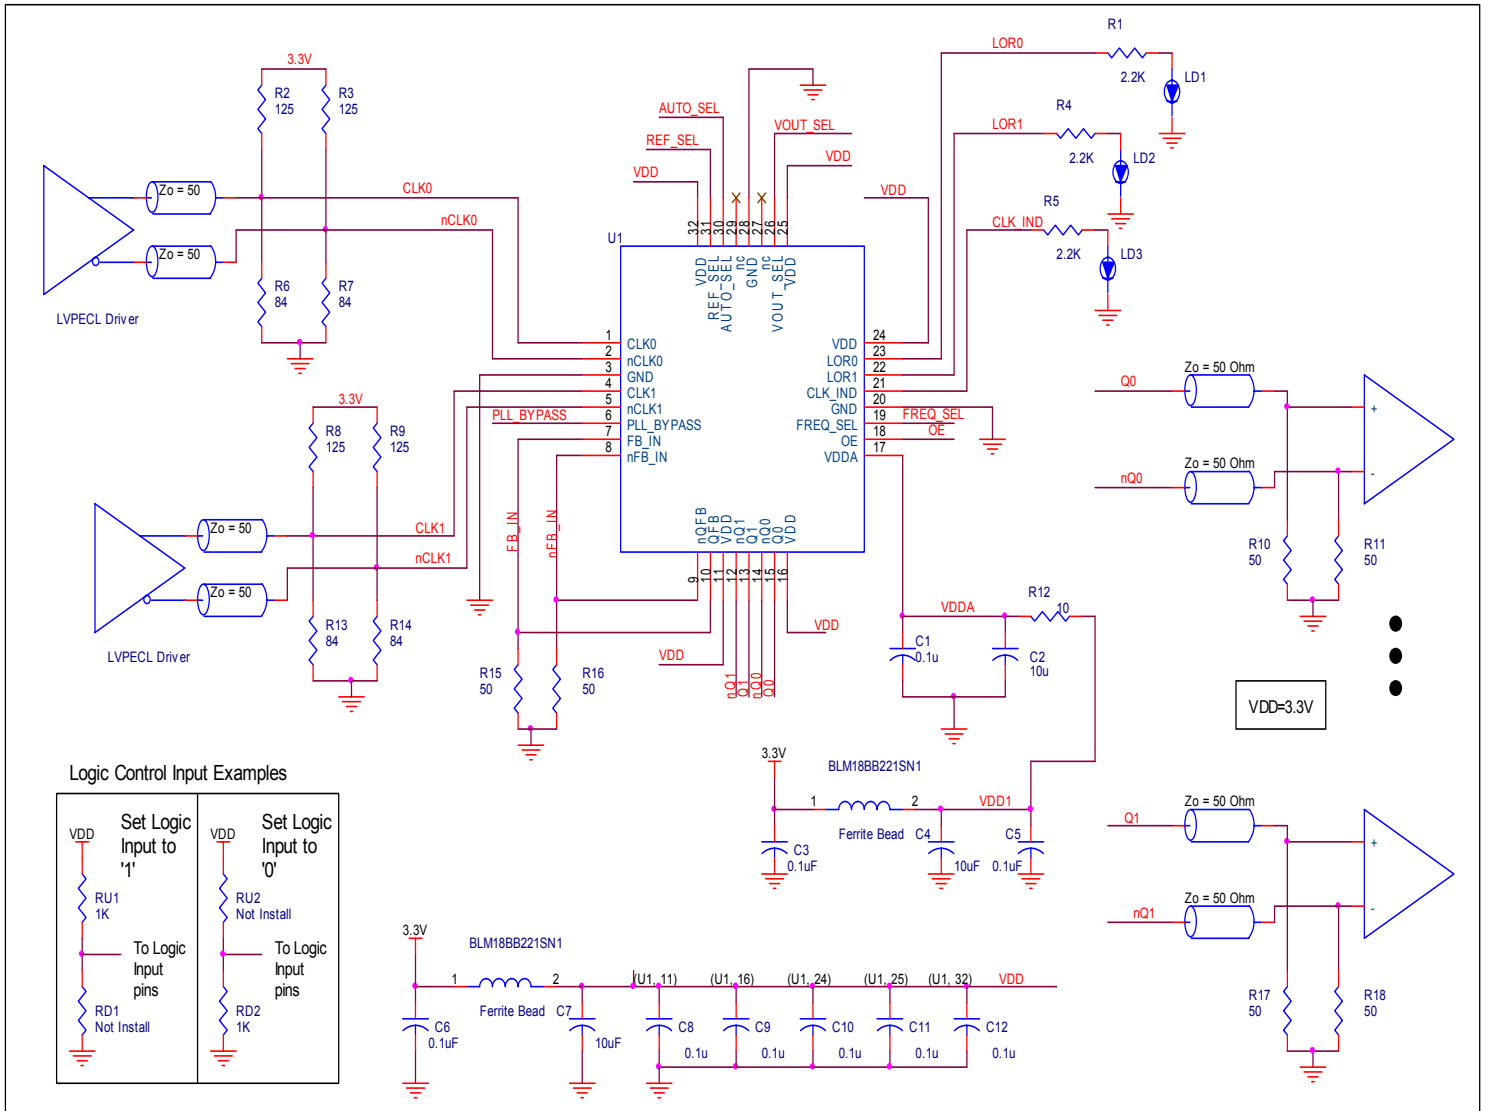 R1
LOR0
2.2K
LD1
3.3V
R2
125
R3
125
AUTO_SEL
VOUT_SEL
R4
LOR1
2.2K
LD2
REF_SEL
VDD
VDD
VDD
R5
CLK_IND
2.2K
LD3
Zo = 50
CLK0
nCLK0
Zo = 50
R6
84
R7
84
LVPECL Driver
U1
32
31
30
29
28
27
26
25
VDD
REF_SEL
AUTO_SEL
nc
GND
nc
VOUT_SEL
VDD
1
CLK0
2
nCLK0
3
GND
4
CLK1
5
nCLK1
6
PLL_BYPASS
7
FB_IN
8
nFB_IN
24
VDD
23
LOR0
22
LOR1
21
CLK_IND
20
GND
19
FREQ_SEL
18
OE
17
VDDA
PLL_BYPASS
FREQ_SEL
OE
nQFB
QFB
VDD
nQ1
Q1
nQ0
Q0
VDD
9
10
11
12
13
14
15
16
FB_IN
nFB_IN
3.3V
R8
125
R9
125
Zo = 50
CLK1
nCLK1
Zo = 50
R13
84
R14
84
LVPECL Driver
Q0
Zo = 50 Ohm
+
nQ0
Zo = 50 Ohm
-
R10
50
R11
50
R15
50
R16
50
VDD
nQ1
Q1
nQ0
Q0
VDD
VDDA
R12
10
C1
0.1u
C2
10u
VDD=3.3V
3.3V
BLM18BB221SN1
1
2
VDD1
Ferrite Bead
C3
0.1uF
C4
10uF
C5
0.1uF
Q1
Zo = 50 Ohm
+
nQ1
Zo = 50 Ohm
-
R17
50
R18
50
Logic Control Input Examples
VDD
Set Logic
Input to
'1'
RU1
1K
To Logic
Input
pins
RD1
Not Install
VDD
Set Logic
Input to
'0'
RU2
Not Install
To Logic
Input
pins
RD2
1K
3.3V
BLM18BB221SN1
1
2
Ferrite Bead
(U1, 11)
(U1, 16)
(U1, 24)
(U1, 25)
(U1, 32)
VDD
C6
0.1uF
C7
10uF
C8
0.1u
C9
0.1u
C10
0.1u
C11
0.1u
C12
0.1u